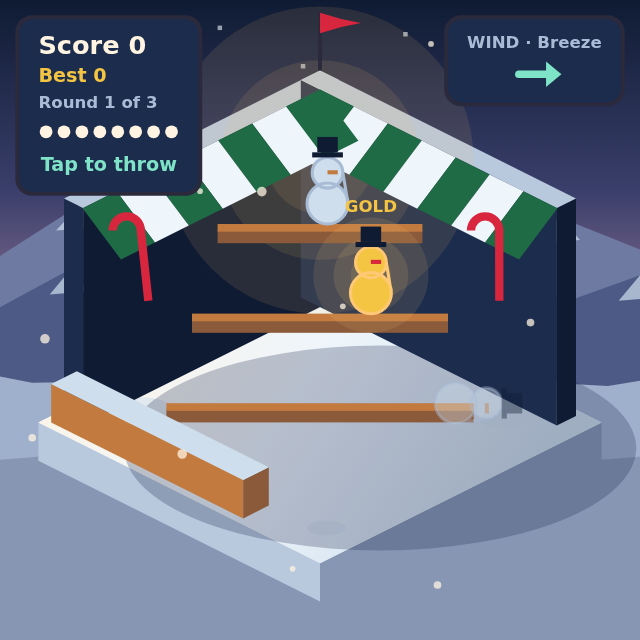 Score 0
Best 0
Round 1 of 3
Tap to throw
WIND · Breeze
GOLD